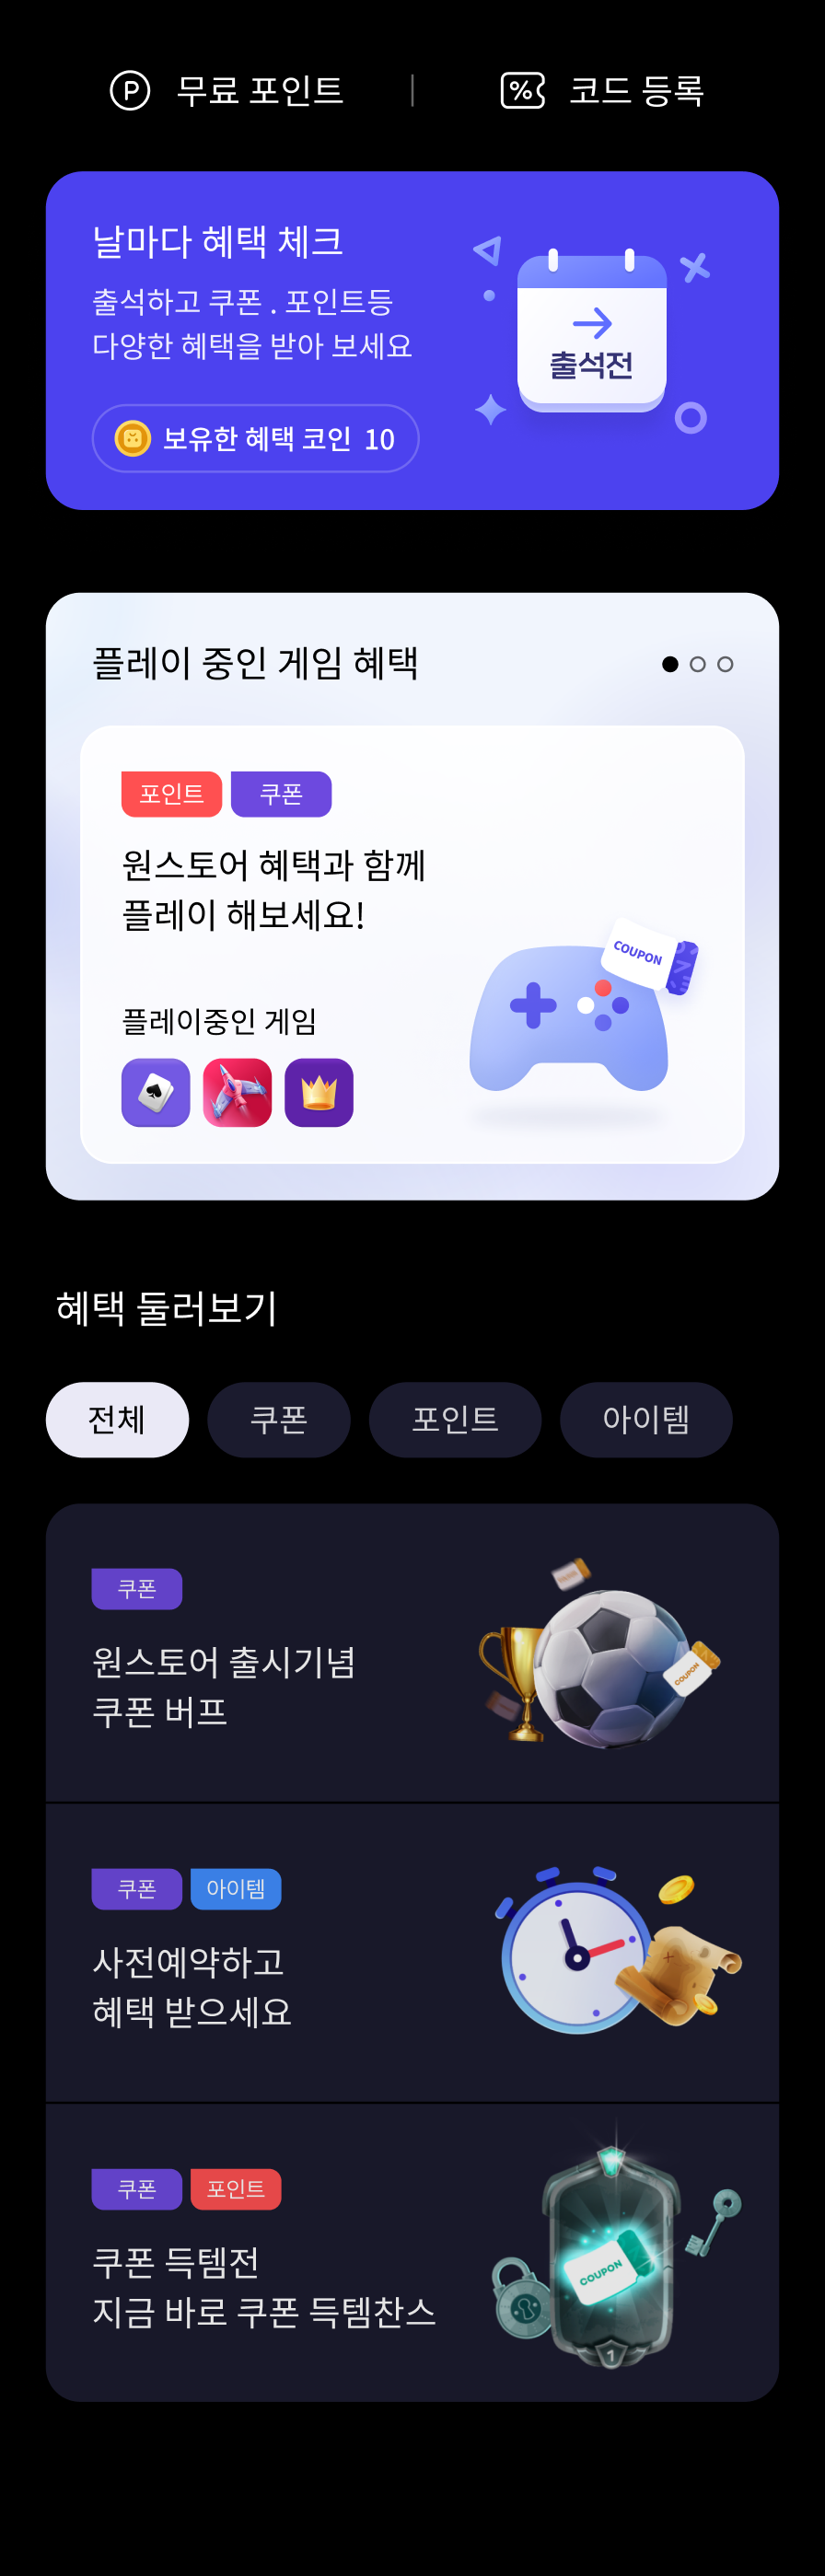 무료 포인트
코드 등록
날마다 혜택 체크
출석하고 쿠폰 . 포인트등
다양한 혜택을 받아 보세요
출석전
보유한 혜택 코인 10
플레이 중인 게임 혜택
포인트 쿠폰
원스토어 혜택과 함께
플레이 해보세요!
COUPON
플레이중인 게임
혜택 둘러보기
전체 쿠폰 포인트 아이템
쿠폰
원스토어 출시기념
쿠폰 버프
COUPON
쿠폰 아이템
사전예약하고
혜택 받으세요
쿠폰 포인트
쿠폰 득템전
지금 바로 쿠폰 득템찬스
COUPON
1